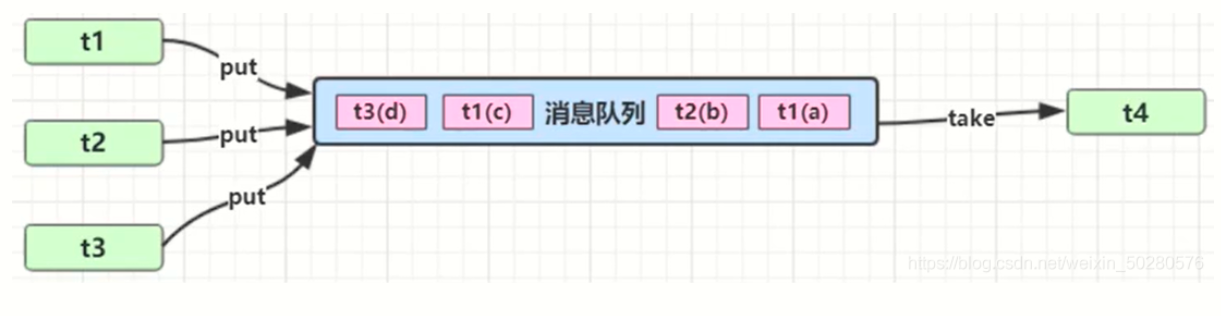 t1
put
t2
put
t3
put
t3(d) t1(c) 消息队列 t2(b) t1(a)
take
t4
https://blog.csdn.net/weixin_50280576